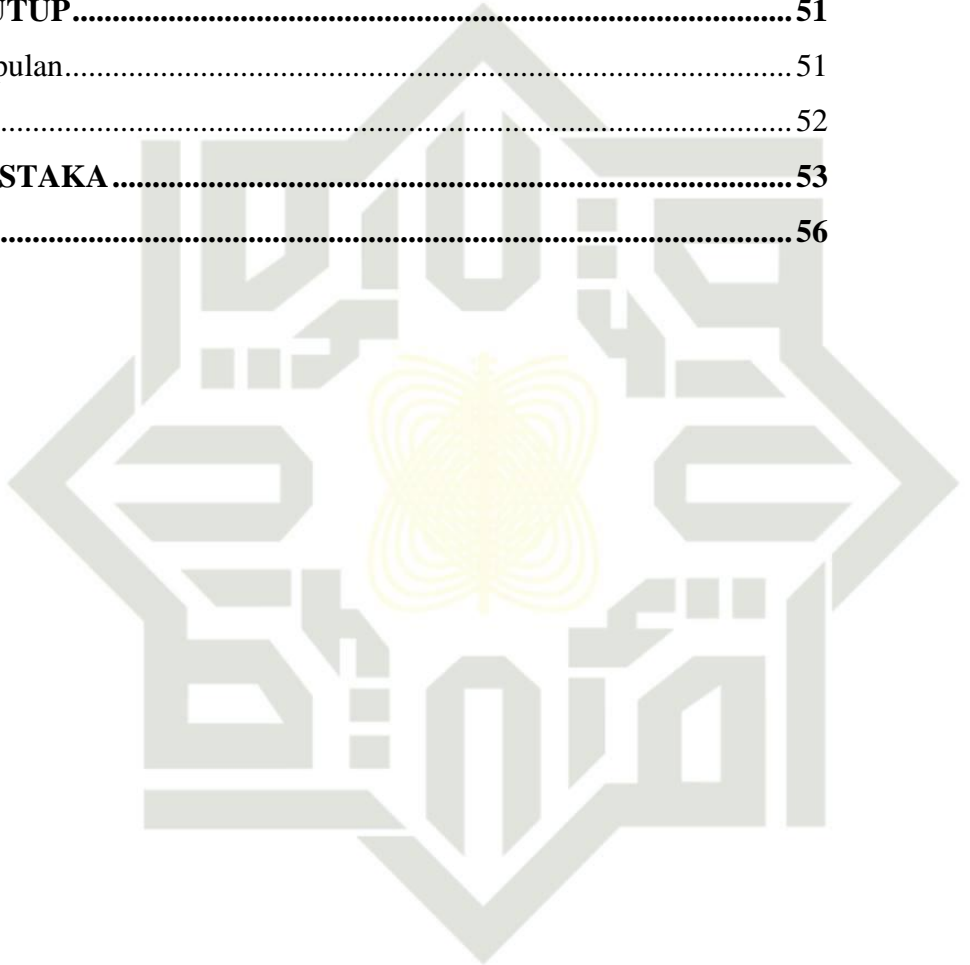 UTUP.......................................................................................... 51
pulan........................................................................................... 51
.................................................................................................... 52
STAKA ..................................................................................... 53
.................................................................................................... 56